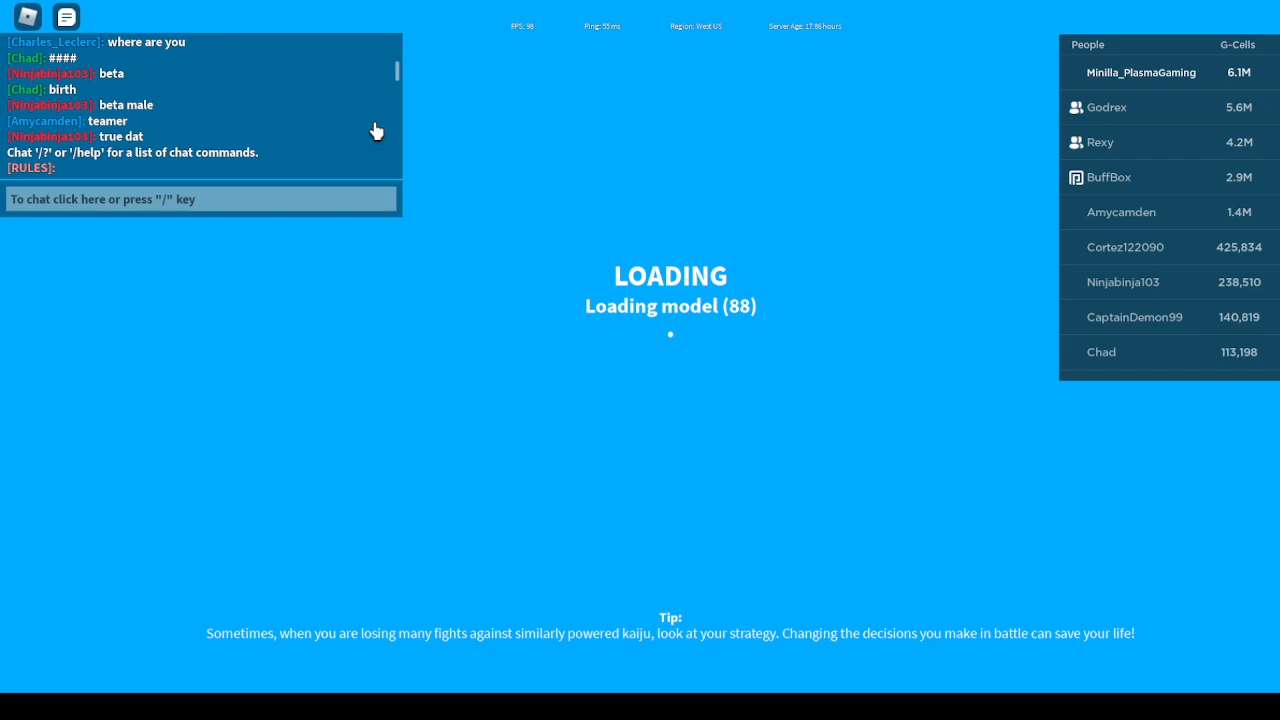 FPS: 98 Ping: 55ms Region: West US Server Age: 17.86 hours
[Charles_Leclerc]: where are you
[Chad]: ####
[Ninjabinja103]: beta
[Chad]: birth
[Ninjabinja103]: beta male
[Amycamden]: teamer
[Ninjabinja103]: true dat
Chat '/?' or '/help' for a list of chat commands.
[RULES]:
To chat click here or press "/" key
People G-Cells
Minilla_PlasmaGaming 6.1M
Godrex 5.6M
Rexy 4.2M
BuffBox 2.9M
Amycamden 1.4M
Cortez122090 425,834
Ninjabinja103 238,510
CaptainDemon99 140,819
Chad 113,198
LOADING
Loading model (88)
Tip:
Sometimes, when you are losing many fights against similarly powered kaiju, look at your strategy. Changing the decisions you make in battle can save your life!